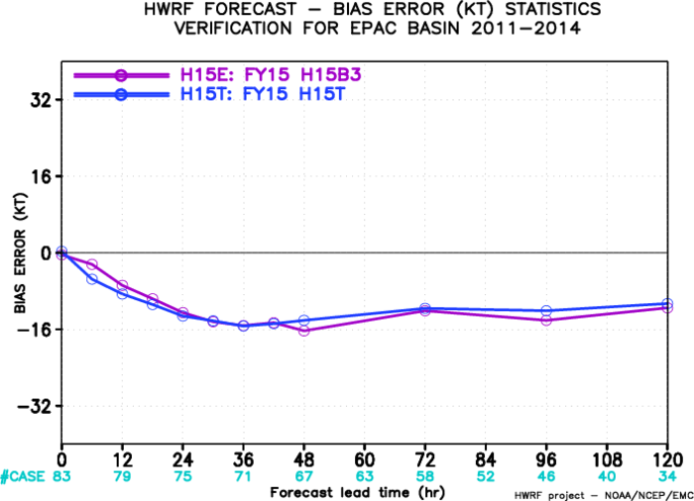 HWRF FORECAST – BIAS ERROR (KT) STATISTICS
VERIFICATION FOR EPAC BASIN 2011–2014
H15E: FY15 H15B3
H15T: FY15 H15T
32
16
0
−16
−32
BIAS ERROR (KT)
0 12 24 36 48 60 72 84 96 108 120
#CASE 83 79 75 71 67 63 58 52 46 40 34
Forecast lead time (hr)
HWRF project – NOAA/NCEP/EMC